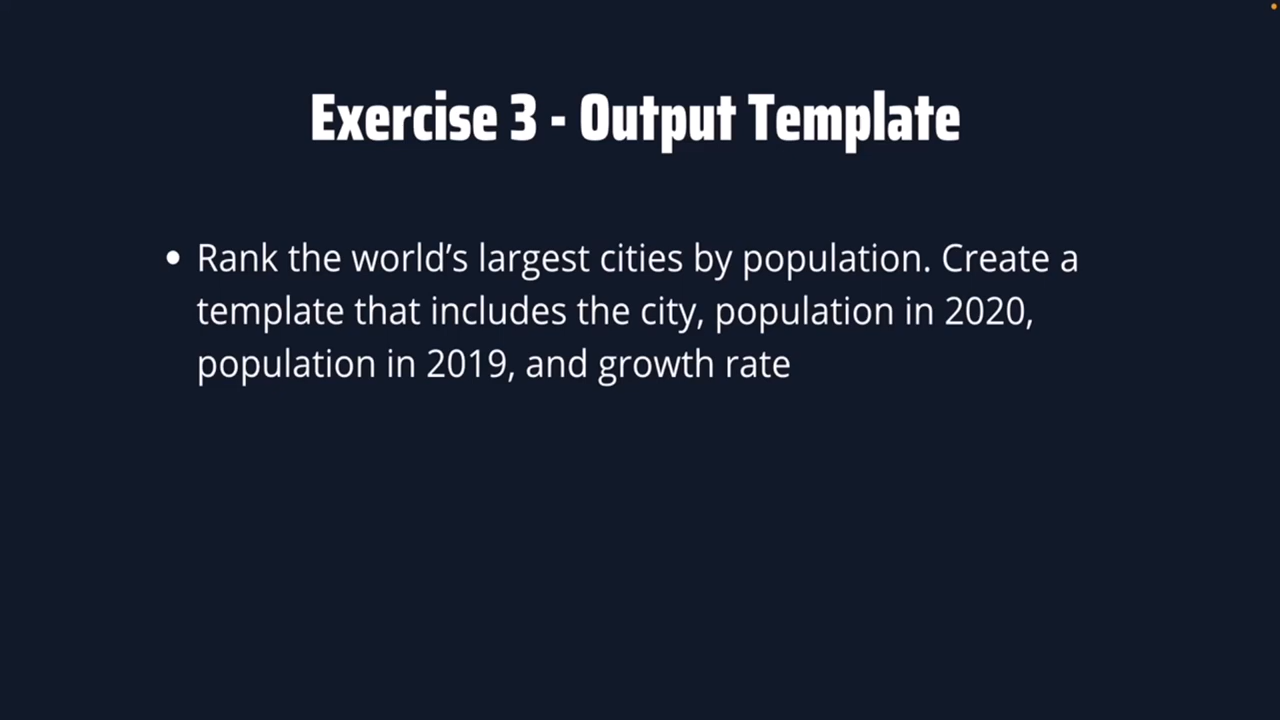 Exercise 3 - Output Template
• Rank the world’s largest cities by population. Create a
template that includes the city, population in 2020,
population in 2019, and growth rate